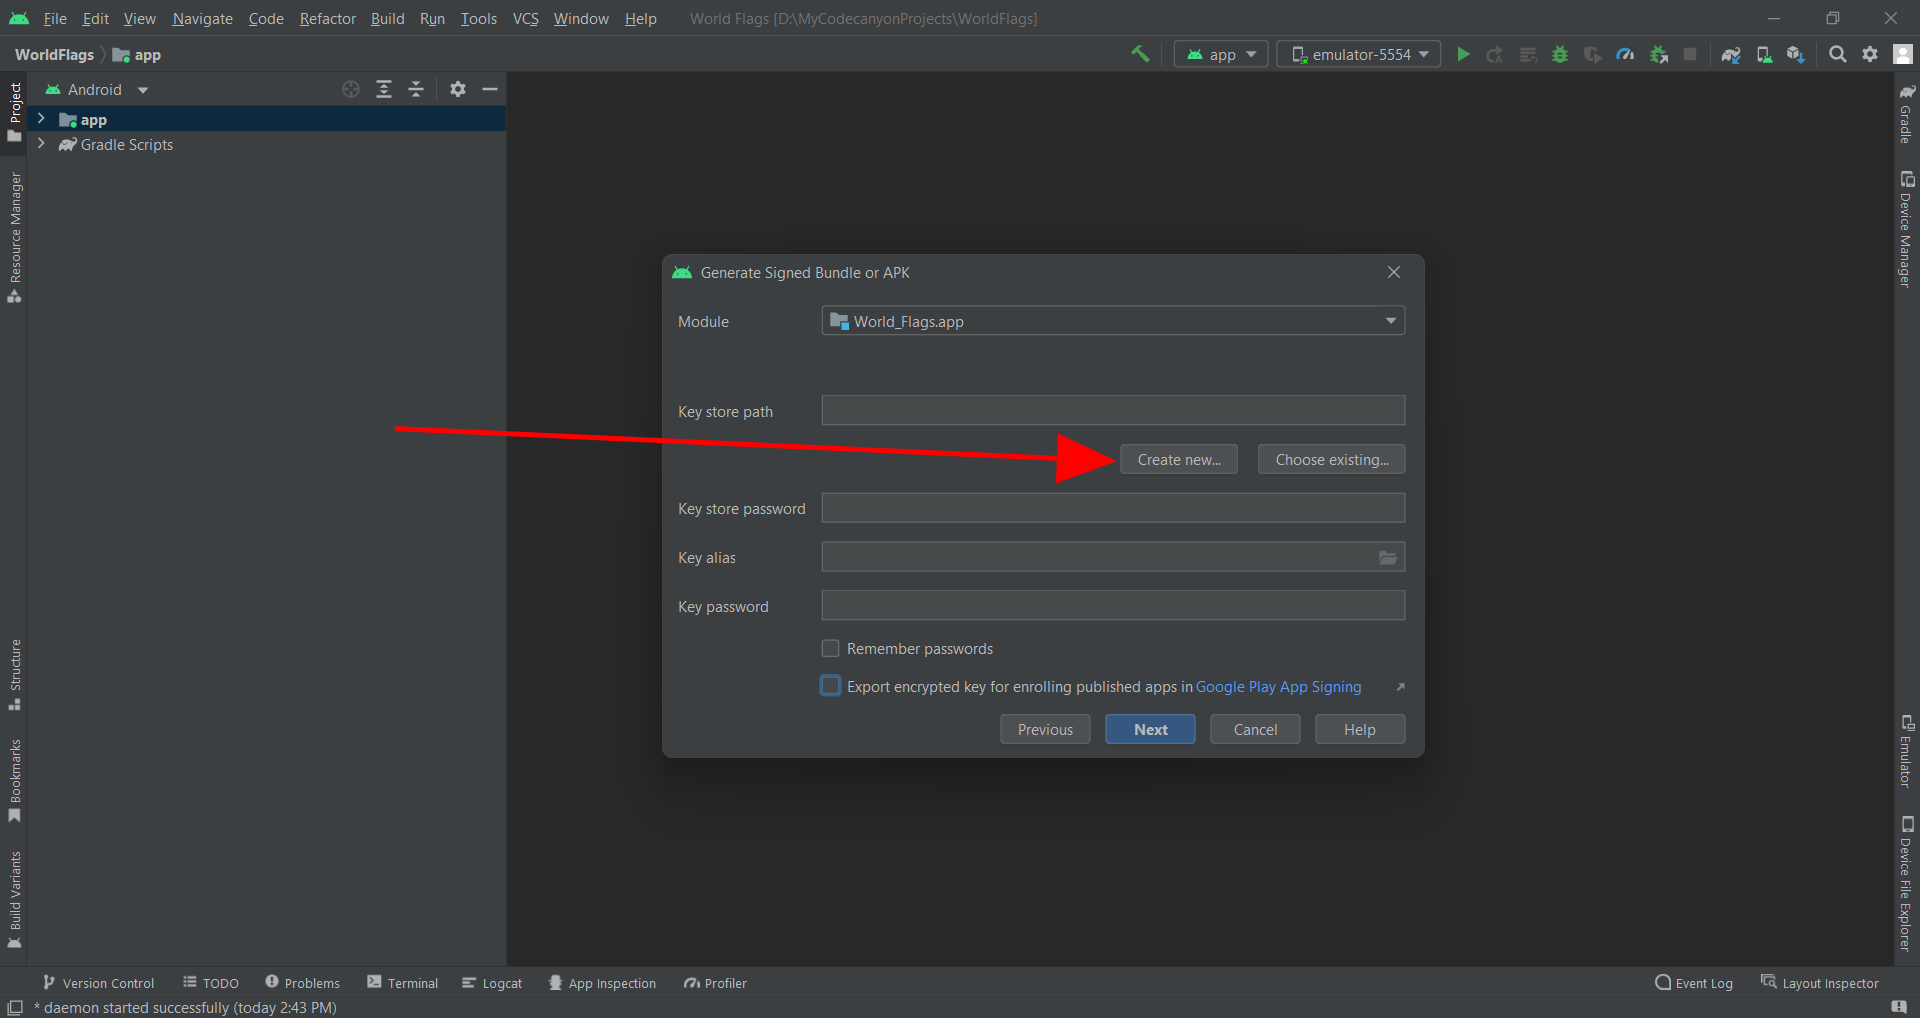 File Edit View Navigate Code Refactor Build Run Tools VCS Window Help World Flags [D:\MyCodecanyonProjects\WorldFlags]
WorldFlags app app emulator-5554
Project
Resource Manager
Structure
Bookmarks
Build Variants
Android
app
Gradle Scripts
Generate Signed Bundle or APK
Module World_Flags.app
Key store path
Create new... Choose existing...
Key store password
Key alias
Key password
Remember passwords
Export encrypted key for enrolling published apps in Google Play App Signing
Previous Next Cancel Help
Gradle
Device Manager
Emulator
Device File Explorer
Version Control TODO Problems Terminal Logcat App Inspection Profiler Event Log Layout Inspector
* daemon started successfully (today 2:43 PM)